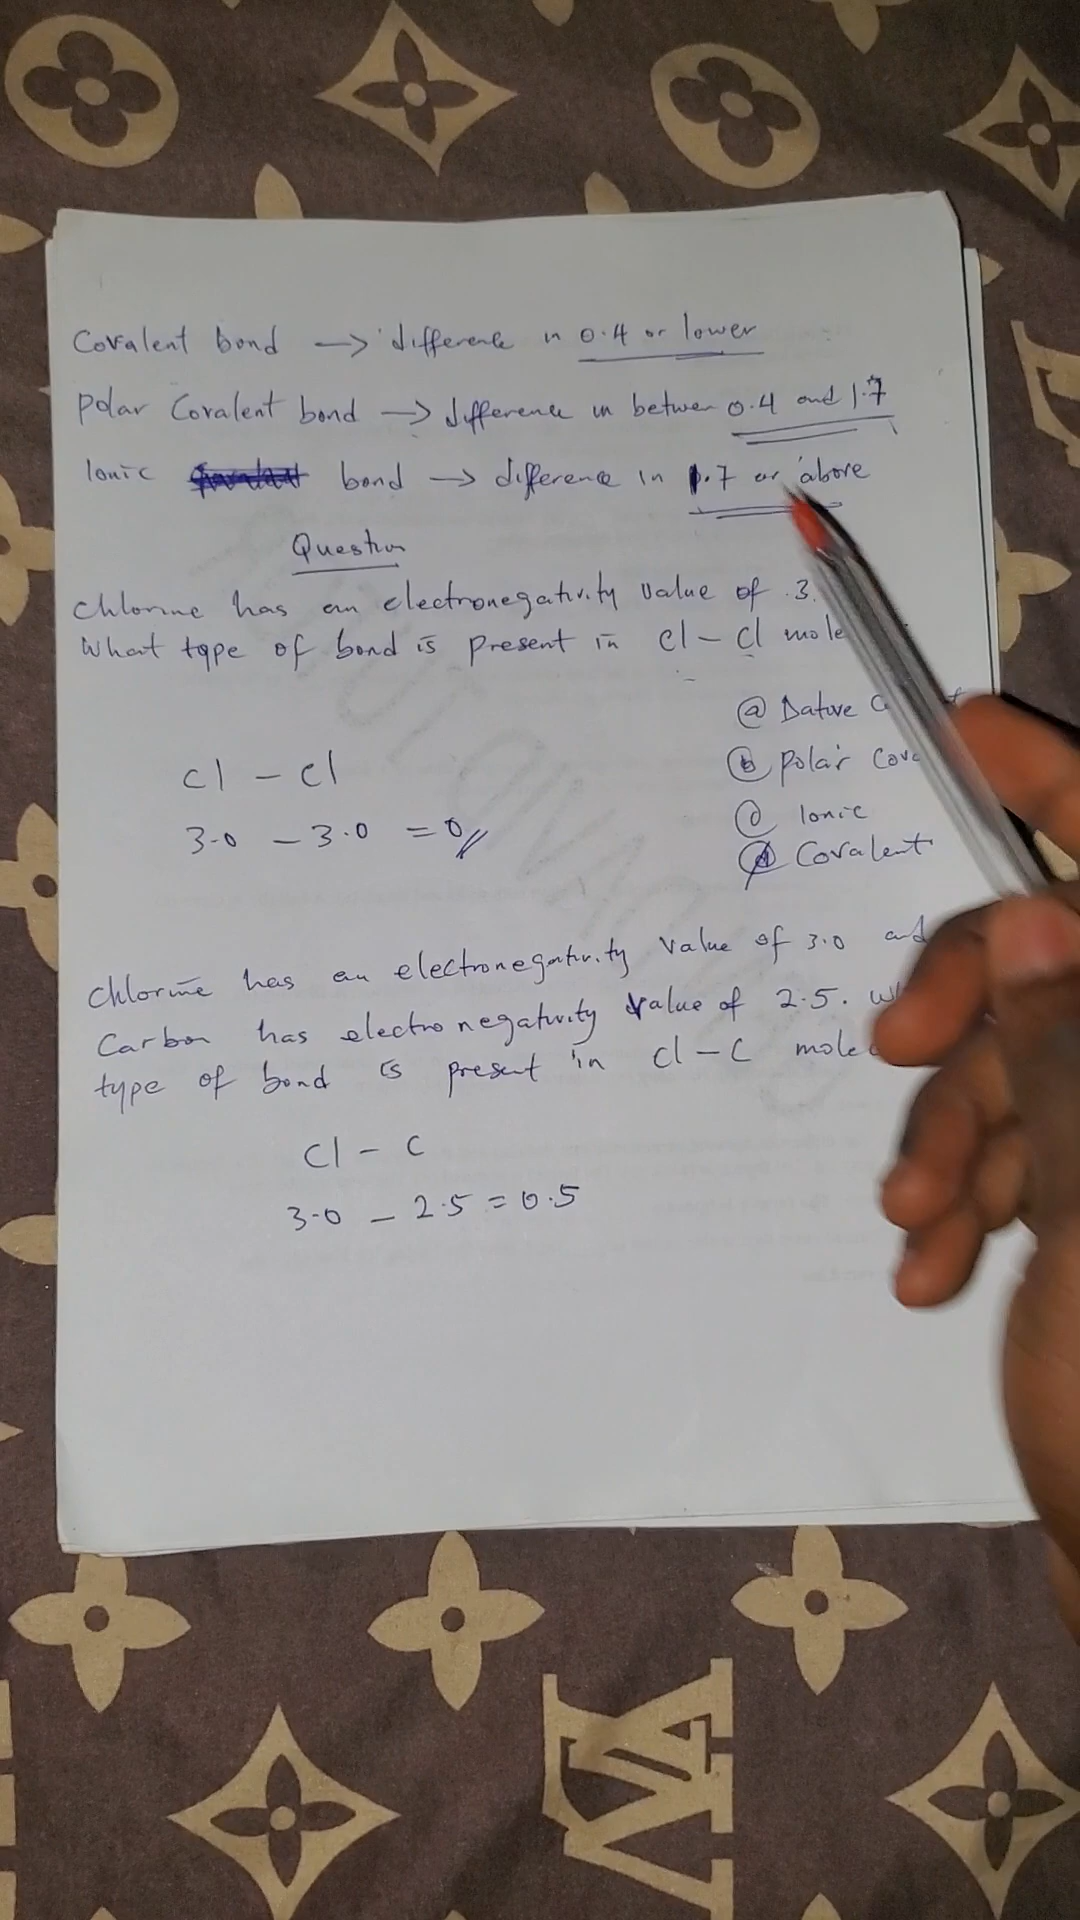 Covalent bond → difference in 0.4 or lower
Polar Covalent bond → difference in between 0.4 and 1.7
Ionic bond → difference in 1.7 or above
Question
Chlorine has an electronegativity value of 3.
What type of bond is present in Cl – Cl mole
(a) Dative C
(b) Polar Cova
(c) Ionic
(d) Covalent
Cl – Cl
3.0 – 3.0 = 0//
Chlorine has an electronegativity value of 3.0 and
Carbon has electronegativity value of 2.5. Wh
type of bond is present in Cl – C molec
Cl – C
3.0 – 2.5 = 0.5